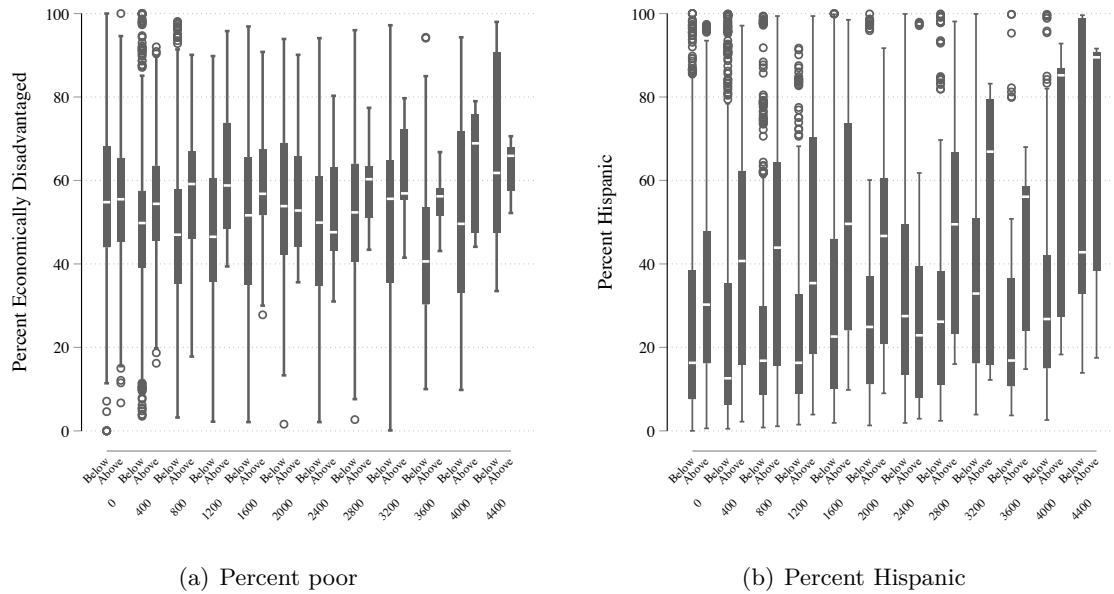 Percent Economically Disadvantaged
100
80
60
40
20
0
Below Above Below Above Below Above Below Above Below Above Below Above Below Above Below Above Below Above Below Above Below Above Below Above
0 400 800 1200 1600 2000 2400 2800 3200 3600 4000 4400
(a) Percent poor
Percent Hispanic
100
80
60
40
20
0
Below Above Below Above Below Above Below Above Below Above Below Above Below Above Below Above Below Above Below Above Below Above Below Above
0 400 800 1200 1600 2000 2400 2800 3200 3600 4000 4400
(b) Percent Hispanic